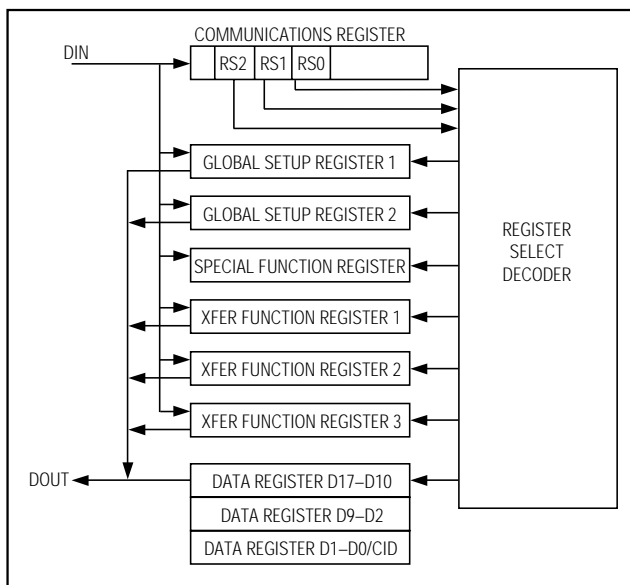 COMMUNICATIONS REGISTER
DIN
RS2 RS1 RS0
GLOBAL SETUP REGISTER 1
GLOBAL SETUP REGISTER 2
SPECIAL FUNCTION REGISTER
XFER FUNCTION REGISTER 1
XFER FUNCTION REGISTER 2
XFER FUNCTION REGISTER 3
REGISTER
SELECT
DECODER
DOUT
DATA REGISTER D17–D10
DATA REGISTER D9–D2
DATA REGISTER D1–D0/CID